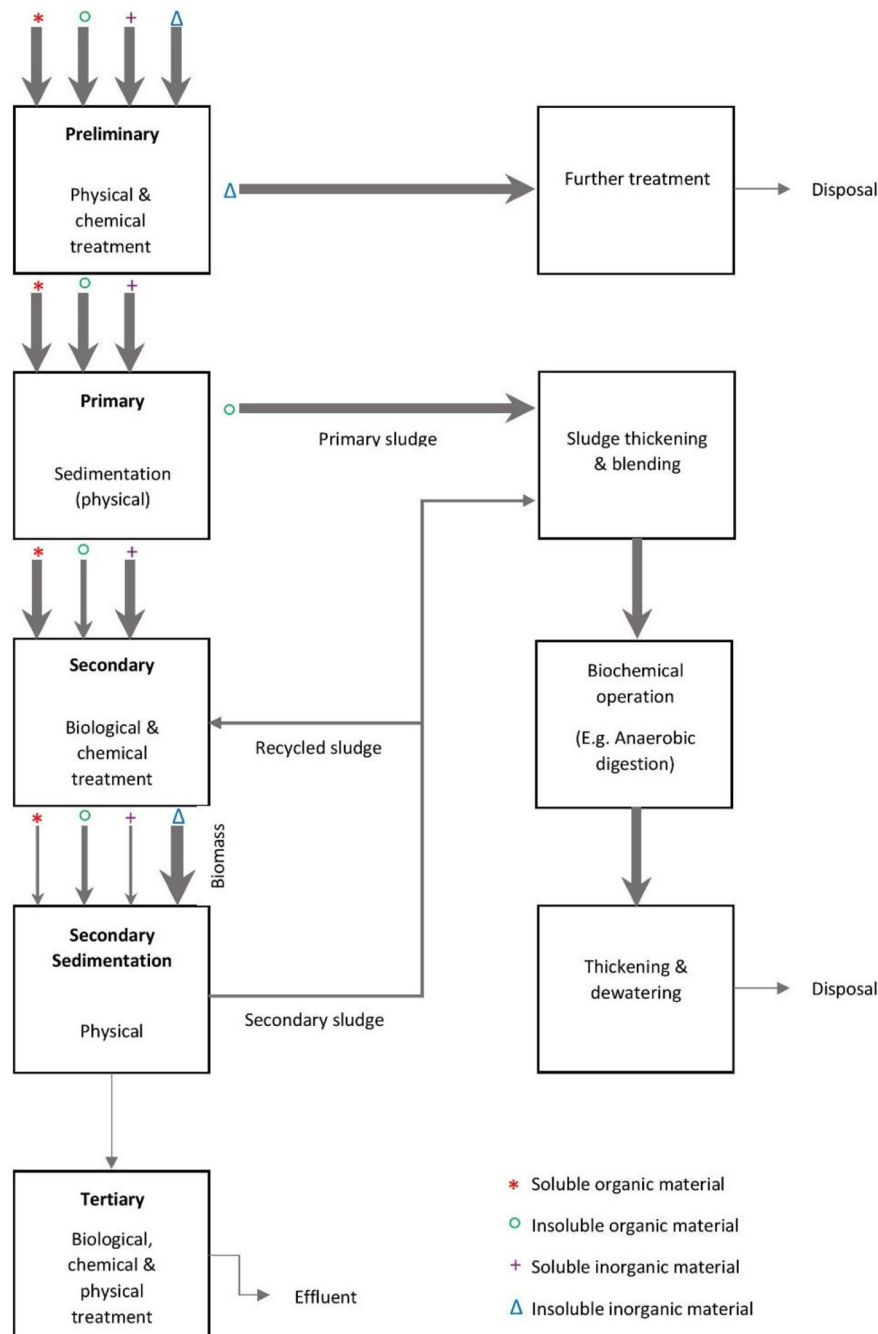 * ○ + Δ
Preliminary
Physical &
chemical
treatment
Δ
Further treatment
Disposal
* ○ +
Primary
Sedimentation
(physical)
○
Primary sludge
Sludge thickening
& blending
* ○ +
Secondary
Biological &
chemical
treatment
Recycled sludge
Biochemical
operation
(E.g. Anaerobic
digestion)
* ○ + Δ
Biomass
Secondary
Sedimentation
Physical
Secondary sludge
Thickening &
dewatering
Disposal
Tertiary
Biological,
chemical &
physical
treatment
Effluent
* Soluble organic material
○ Insoluble organic material
+ Soluble inorganic material
Δ Insoluble inorganic material